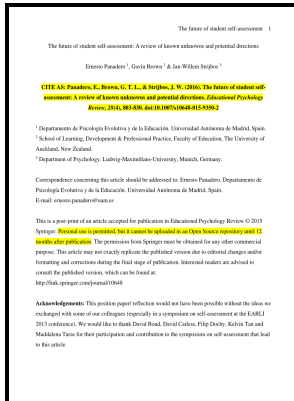 The future of student self-assessment 1
The future of student self-assessment: A review of known unknowns and potential directions
Ernesto Panadero ¹, Gavin Brown ² & Jan-Willem Strijbos ³
CITE AS: Panadero, E., Brown, G. T. L., & Strijbos, J. W. (2016). The future of student self-
assessment: A review of known unknowns and potential directions. Educational Psychology
Review, 28(4), 803-830. doi:10.1007/s10648-015-9350-2
¹ Departamento de Psicología Evolutiva y de la Educación. Universidad Autónoma de Madrid, Spain.
² School of Learning, Development & Professional Practice, Faculty of Education, The University of
Auckland, New Zealand.
³ Department of Psychology. Ludwig-Maximilians-University, Munich, Germany.
Correspondence concerning this article should be addressed to: Ernesto Panadero, Departamento de
Psicología Evolutiva y de la Educación. Universidad Autónoma de Madrid, Spain.
E-mail: ernesto.panadero@uam.es
This is a post-print of an article accepted for publication in Educational Psychology Review © 2015
Springer. Personal use is permitted, but it cannot be uploaded in an Open Source repository until 12
months after publication. The permission from Springer must be obtained for any other commercial
purpose. This article may not exactly replicate the published version due to editorial changes and/or
formatting and corrections during the final stage of publication. Interested readers are advised to
consult the published version, which can be found at:
http://link.springer.com/journal/10648
Acknowledgements: This position paper/ reflection would not have been possible without the ideas we
exchanged with some of our colleagues (especially in a symposium on self-assessment at the EARLI
2013 conference). We would like to thank David Boud, David Carless, Filip Dochy, Kelvin Tan and
Maddalena Taras for their participation and contribution to the symposium on self-assessment that lead
to this article.